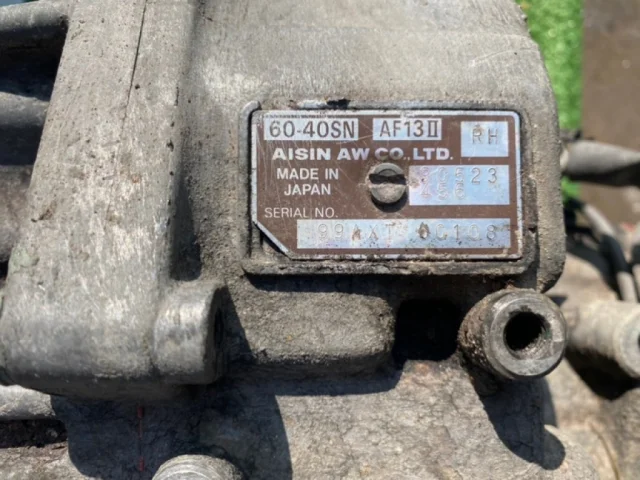 60-40SN AF13II RH
AISIN AW CO.,LTD.
MADE IN
JAPAN
SERIAL NO.